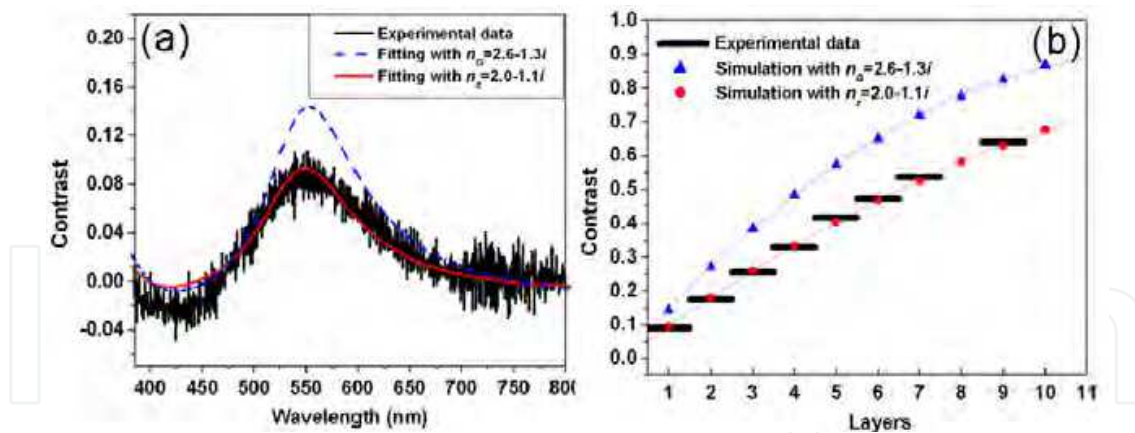 (a)
0.20
0.16
0.12
0.08
0.04
0.00
-0.04
Contrast
Experimental data
Fitting with nG=2.6-1.3i
Fitting with nz=2.0-1.1i
400 450 500 550 600 650 700 750 800
Wavelength (nm)
(b)
1.0
0.9
0.8
0.7
0.6
0.5
0.4
0.3
0.2
0.1
0.0
Contrast
Experimental data
Simulation with nG=2.6-1.3i
Simulation with nz=2.0-1.1i
1 2 3 4 5 6 7 8 9 10 11
Layers